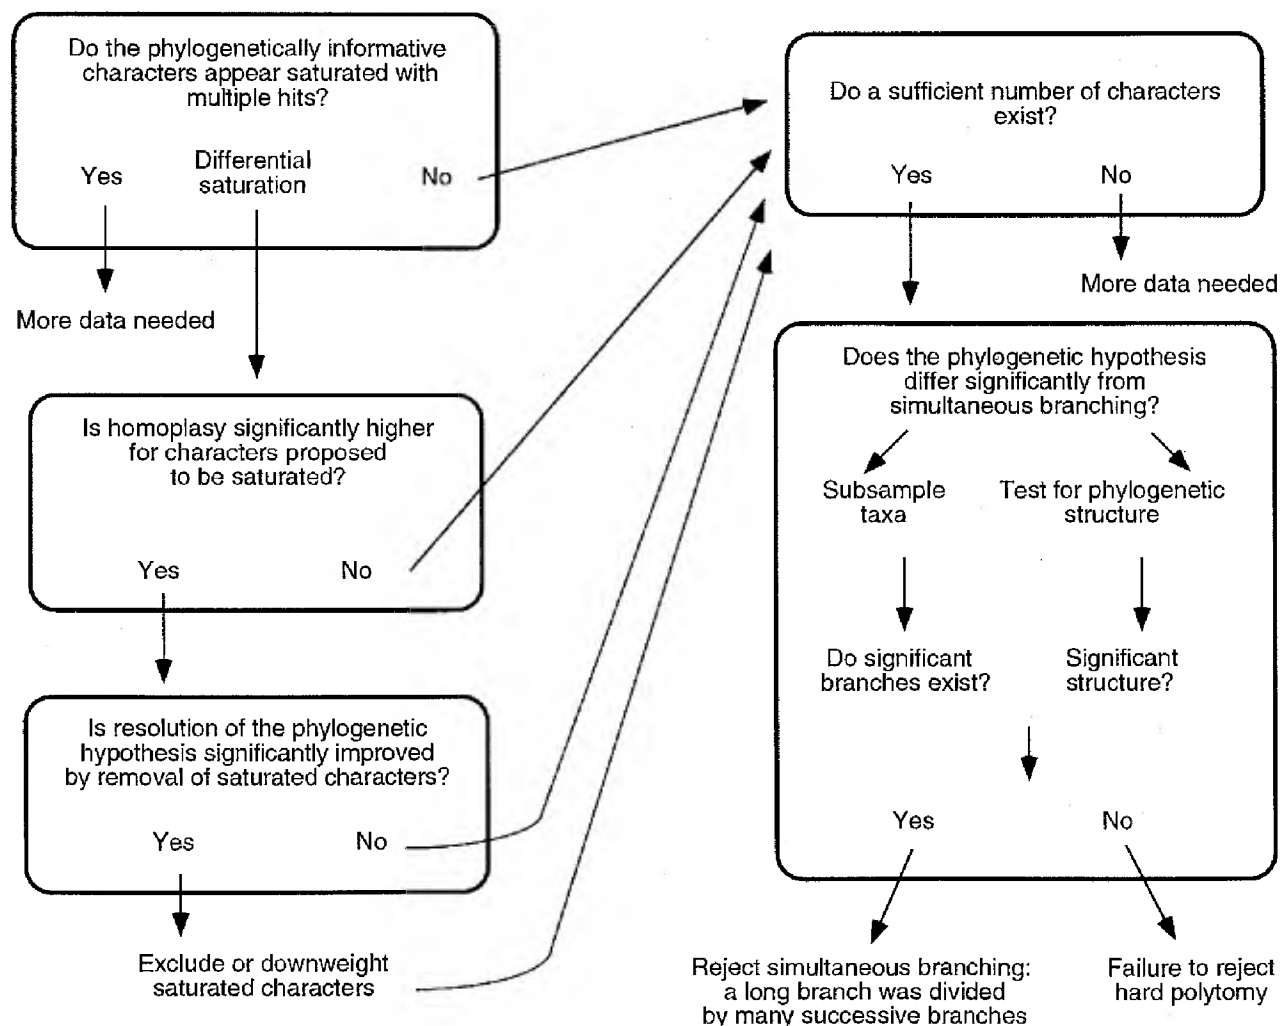 Do the phylogenetically informative
characters appear saturated with
multiple hits?
Yes
Differential
saturation
No
More data needed
Is homoplasy significantly higher
for characters proposed
to be saturated?
Yes
No
Is resolution of the phylogenetic
hypothesis significantly improved
by removal of saturated characters?
Yes
No
Exclude or downweight
saturated characters
Do a sufficient number of characters
exist?
Yes
No
More data needed
Does the phylogenetic hypothesis
differ significantly from
simultaneous branching?
Subsample
taxa
Test for phylogenetic
structure
Do significant
branches exist?
Significant
structure?
Yes
No
Reject simultaneous branching:
a long branch was divided
by many successive branches
Failure to reject
hard polytomy